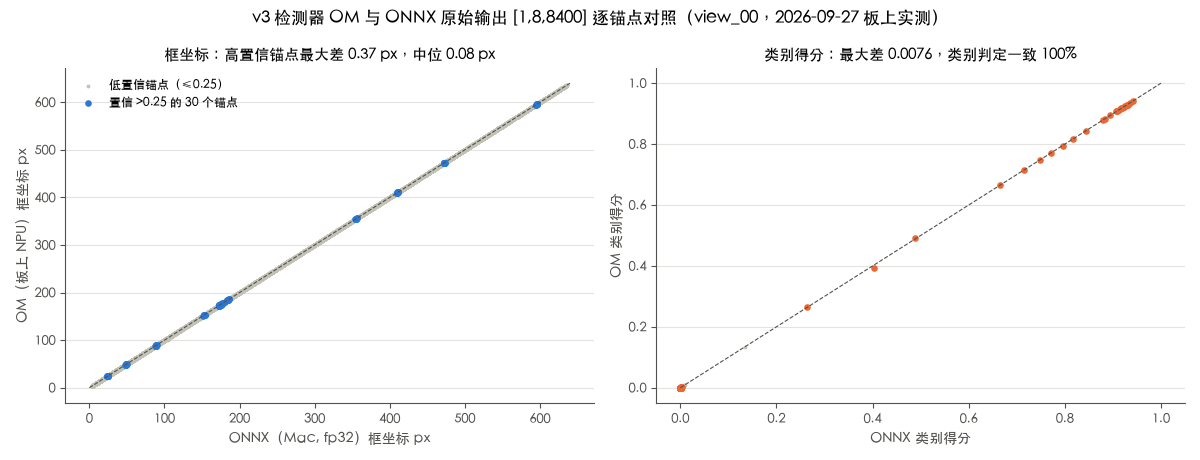 v3 检测器 OM 与 ONNX 原始输出 [1,8,8400] 逐锚点对照（view_00，2026-09-27 板上实测）
框坐标：高置信锚点最大差 0.37 px，中位 0.08 px
低置信锚点（≤0.25）
置信 >0.25 的 30 个锚点
OM（板上 NPU）框坐标 px
600
500
400
300
200
100
0
0 100 200 300 400 500 600
ONNX（Mac, fp32）框坐标 px
类别得分：最大差 0.0076，类别判定一致 100%
OM 类别得分
1.0
0.8
0.6
0.4
0.2
0.0
0.0 0.2 0.4 0.6 0.8 1.0
ONNX 类别得分